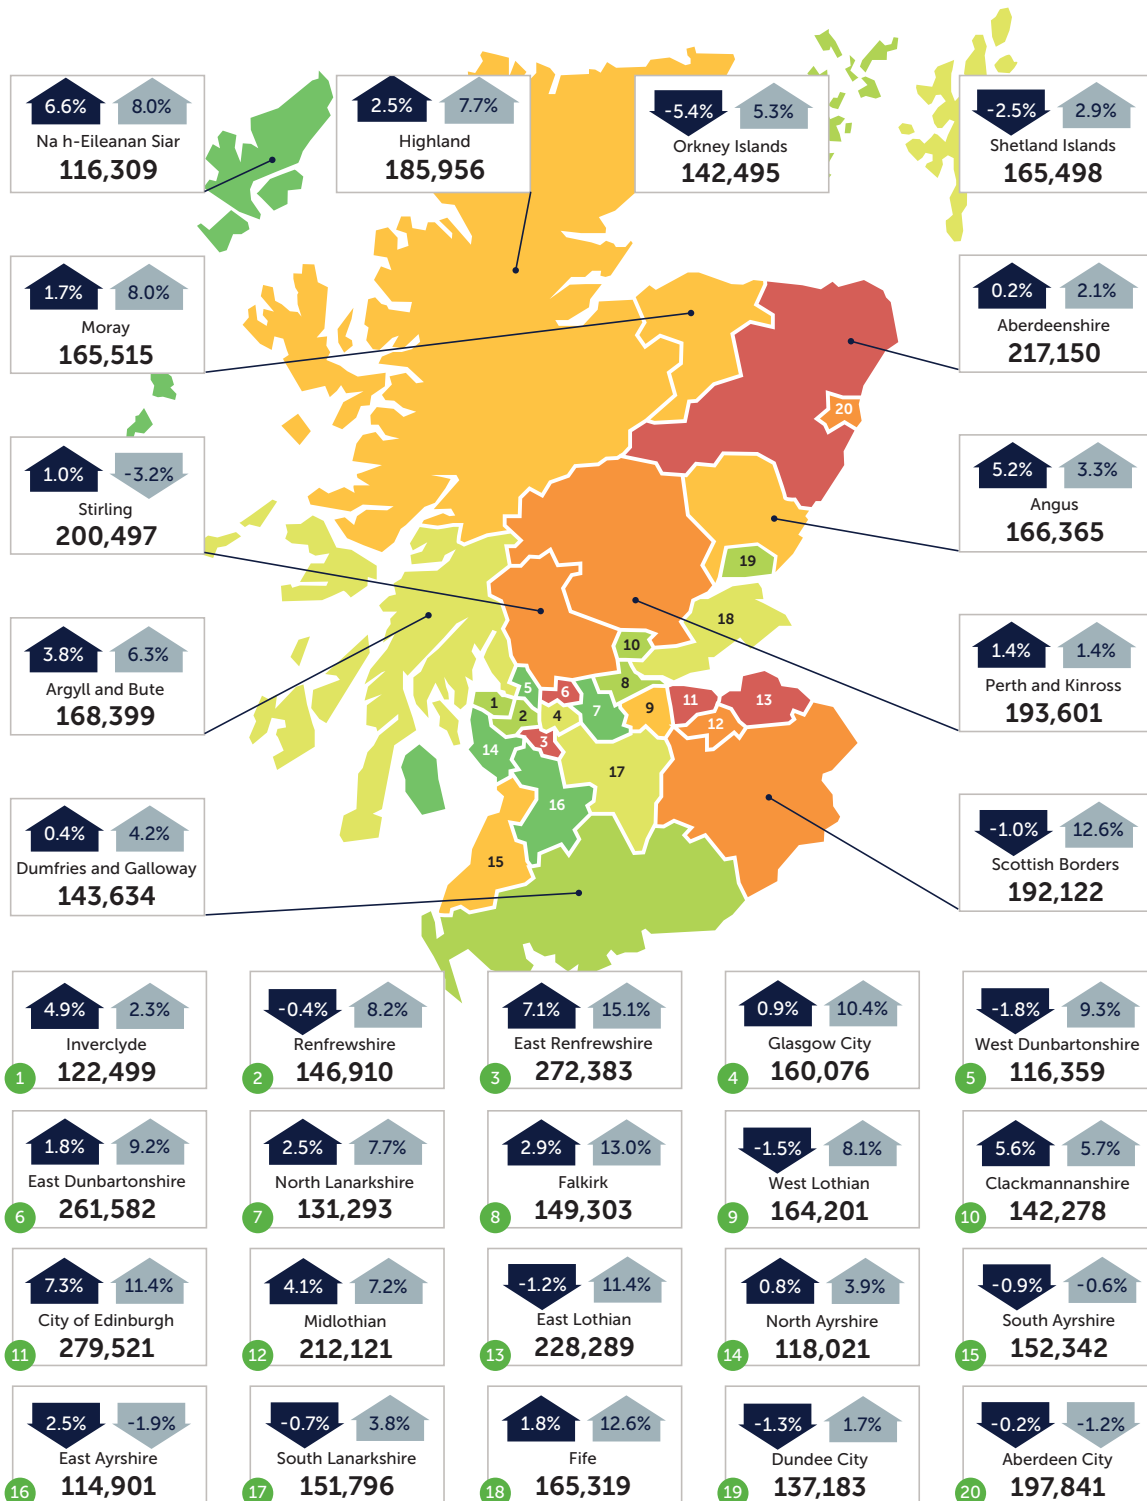 6.6% 8.0%
Na h-Eileanan Siar
116,309
2.5% 7.7%
Highland
185,956
-5.4% 5.3%
Orkney Islands
142,495
-2.5% 2.9%
Shetland Islands
165,498
1.7% 8.0%
Moray
165,515
0.2% 2.1%
Aberdeenshire
217,150
20
1.0% -3.2%
Stirling
200,497
5.2% 3.3%
Angus
166,365
19
3.8% 6.3%
Argyll and Bute
168,399
18
10
1.4% 1.4%
Perth and Kinross
193,601
5
6
8
1
2
4
7
9
11
13
12
3
14
17
16
15
0.4% 4.2%
Dumfries and Galloway
143,634
-1.0% 12.6%
Scottish Borders
192,122
4.9% 2.3%
Inverclyde
1 122,499
-0.4% 8.2%
Renfrewshire
2 146,910
7.1% 15.1%
East Renfrewshire
3 272,383
0.9% 10.4%
Glasgow City
4 160,076
-1.8% 9.3%
West Dunbartonshire
5 116,359
1.8% 9.2%
East Dunbartonshire
6 261,582
2.5% 7.7%
North Lanarkshire
7 131,293
2.9% 13.0%
Falkirk
8 149,303
-1.5% 8.1%
West Lothian
9 164,201
5.6% 5.7%
Clackmannanshire
10 142,278
7.3% 11.4%
City of Edinburgh
11 279,521
4.1% 7.2%
Midlothian
12 212,121
-1.2% 11.4%
East Lothian
13 228,289
0.8% 3.9%
North Ayrshire
14 118,021
-0.9% -0.6%
South Ayrshire
15 152,342
2.5% -1.9%
East Ayrshire
16 114,901
-0.7% 3.8%
South Lanarkshire
17 151,796
1.8% 12.6%
Fife
18 165,319
-1.3% 1.7%
Dundee City
19 137,183
-0.2% -1.2%
Aberdeen City
20 197,841